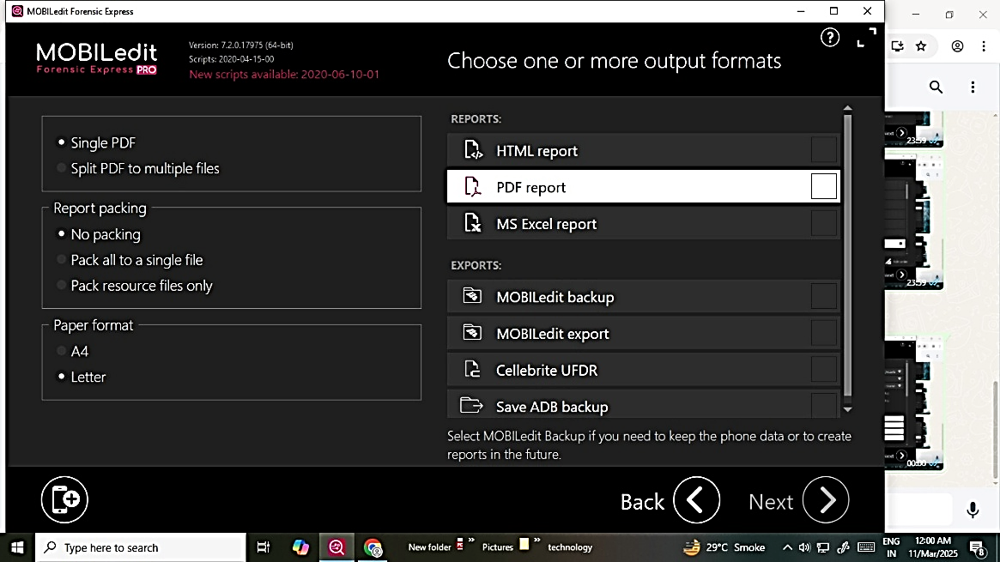 MOBILedit Forensic Express
MOBILedit
Forensic Express PRO
Version: 7.2.0.17975 (64-bit)
Scripts: 2020-04-15-00
New scripts available: 2020-06-10-01
Choose one or more output formats
?
Single PDF
Split PDF to multiple files
Report packing
No packing
Pack all to a single file
Pack resource files only
Paper format
A4
Letter
REPORTS:
HTML report
PDF report
MS Excel report
EXPORTS:
MOBILedit backup
MOBILedit export
Cellebrite UFDR
Save ADB backup
Select MOBILedit Backup if you need to keep the phone data or to create
reports in the future.
Back
Next
23:59
23:59
00:00
Type here to search
New folder
Pictures
technology
29°C Smoke
ENG
IN
12:00 AM
11/Mar/2025
8